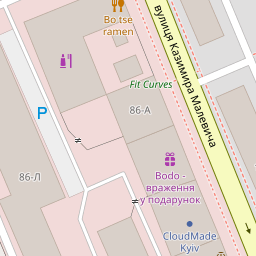 Bo.tse
ramen
вулиця Казимира Малевича
Fit Curves
P
86-А
86-Л
Bodo -
враження
у подарунок
CloudMade
Kyiv